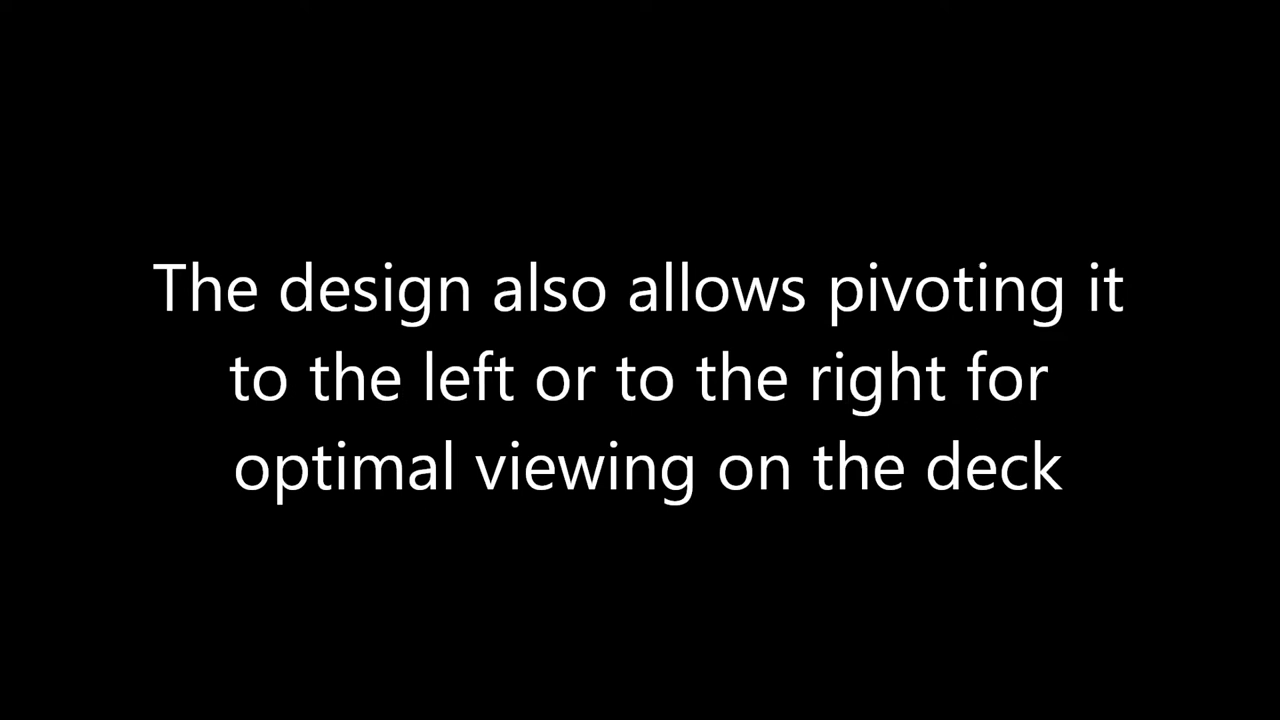 The design also allows pivoting it
to the left or to the right for
optimal viewing on the deck